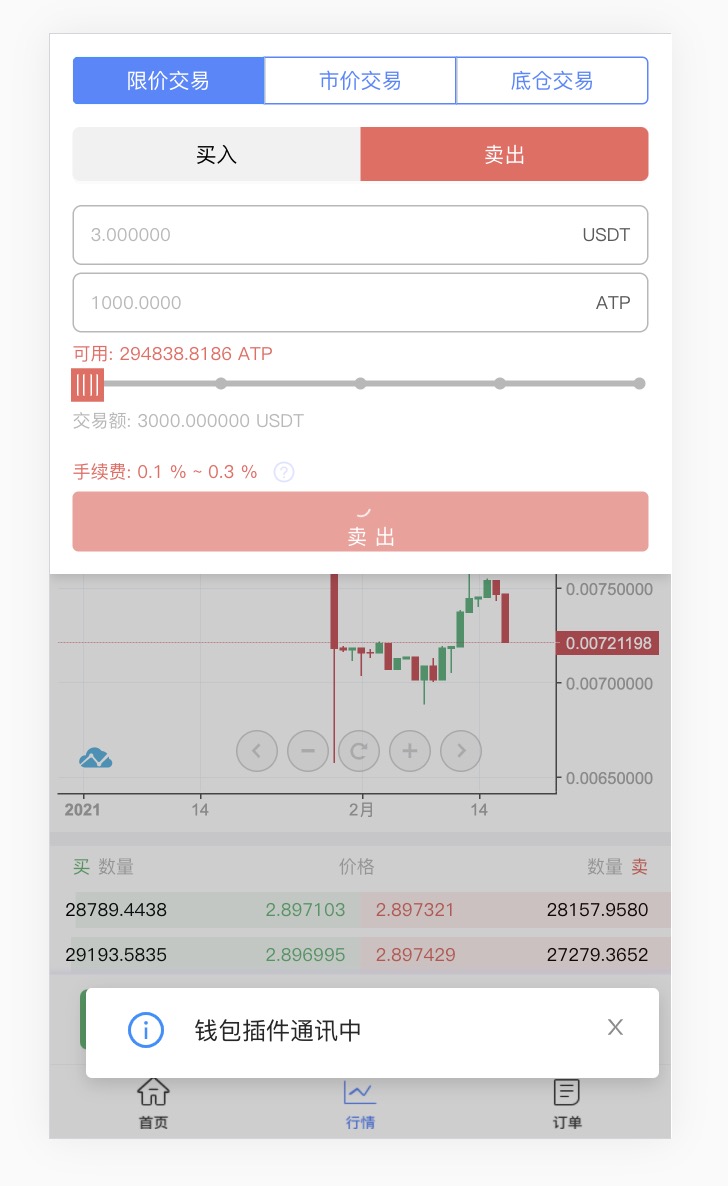 限价交易 市价交易 底仓交易
买入 卖出
3.000000 USDT
1000.0000 ATP
可用: 294838.8186 ATP
交易额: 3000.000000 USDT
手续费: 0.1 % ~ 0.3 % ?
卖 出
0.00750000
0.00721198
0.00700000
0.00650000
2021 14 2月 14
买 数量 价格 数量 卖
28789.4438 2.897103 2.897321 28157.9580
29193.5835 2.896995 2.897429 27279.3652
钱包插件通讯中 X
首页 行情 订单